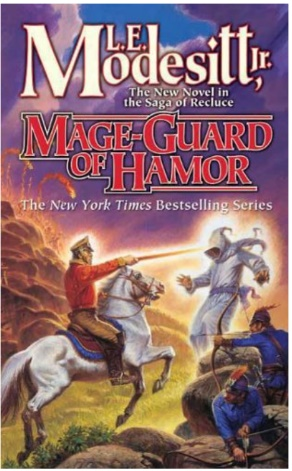 L.E.
Modesitt, Jr.
The New Novel in
the Saga of Recluce
MAGE-GUARD
OF HAMOR
The New York Times Bestselling Series